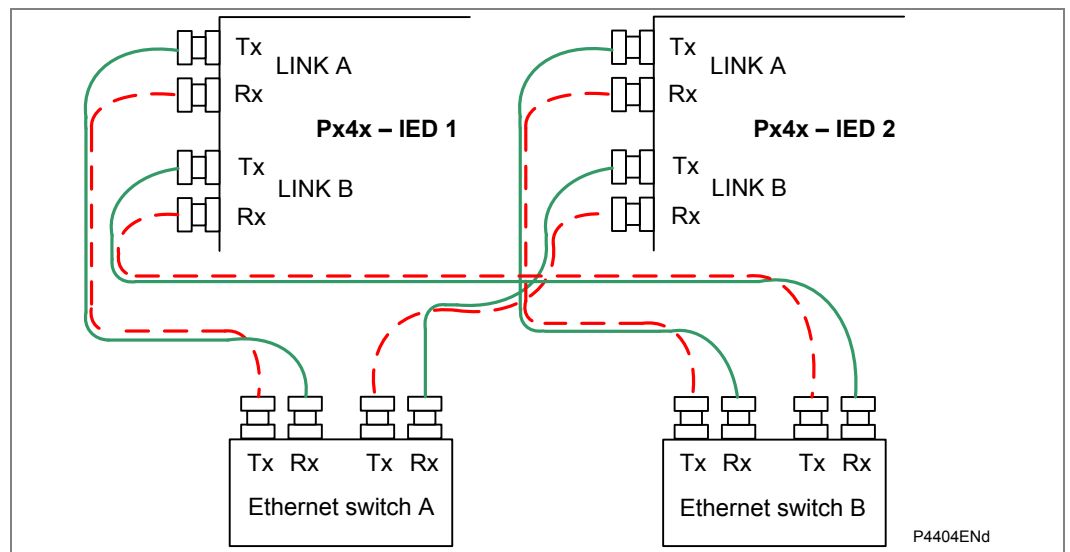 Tx
LINK A
Rx
Px4x – IED 1
Tx
LINK B
Rx
Tx
LINK A
Rx
Px4x – IED 2
Tx
LINK B
Rx
Tx Rx Tx Rx
Ethernet switch A
Tx Rx Tx Rx
Ethernet switch B
P4404ENd